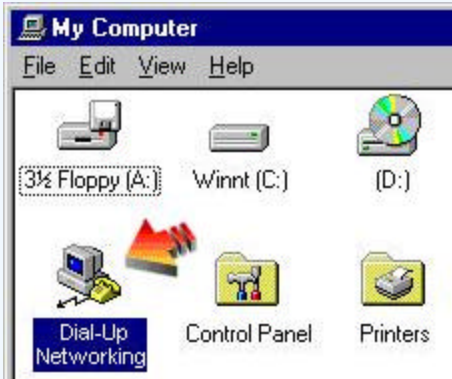 My Computer
File Edit View Help
3½ Floppy (A:) Winnt (C:) (D:)
Dial-Up
Networking
Control Panel
Printers